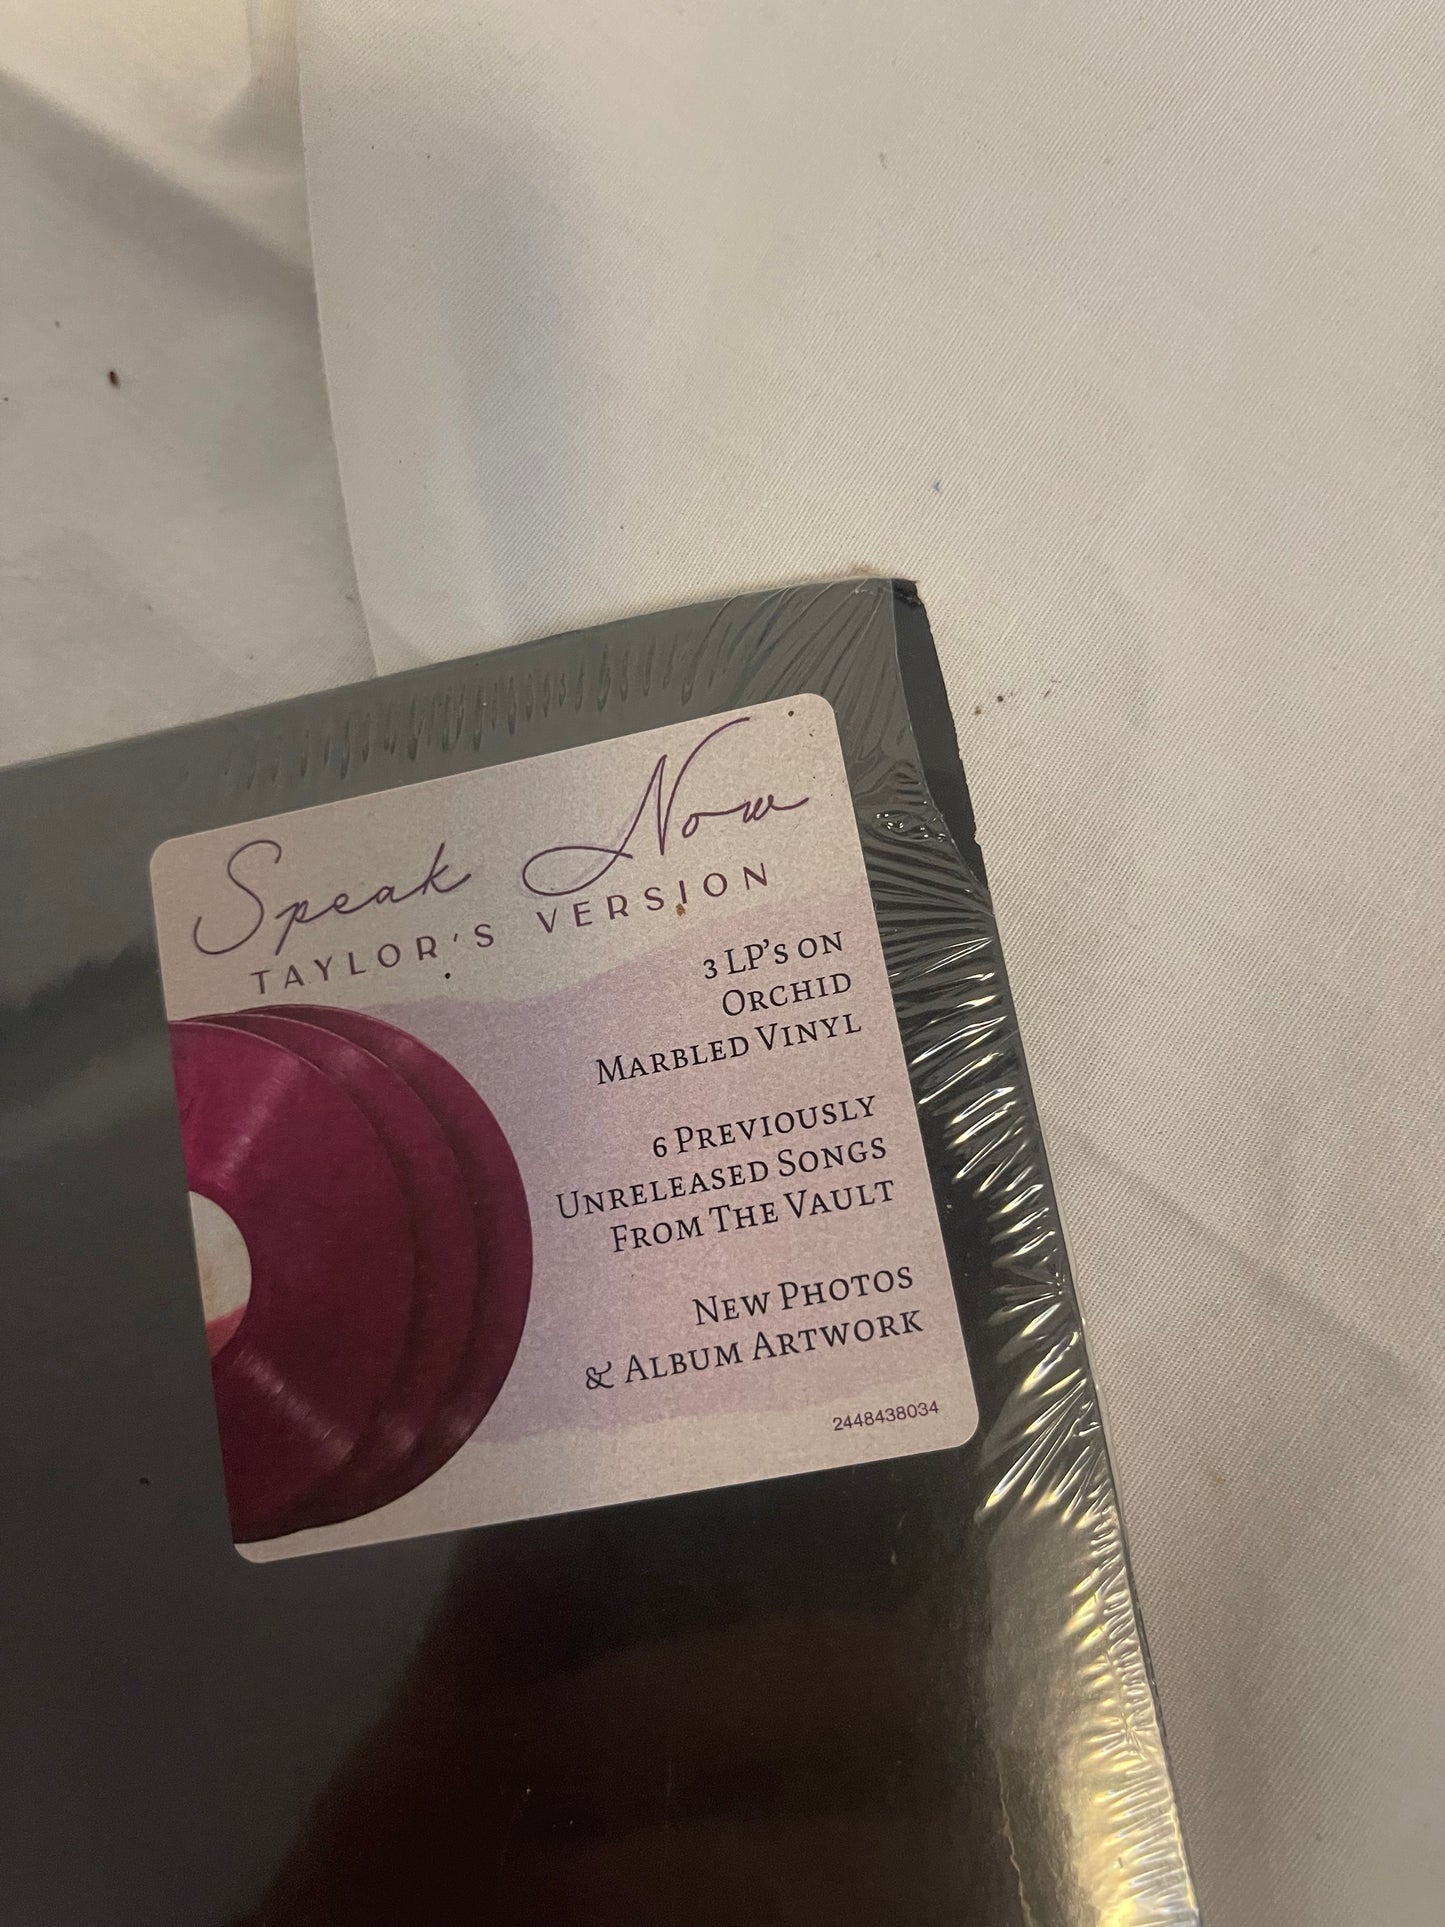 Speak Now
TAYLOR'S VERSION
3 LP'S ON
ORCHID
MARBLED VINYL
6 PREVIOUSLY
UNRELEASED SONGS
FROM THE VAULT
NEW PHOTOS
& ALBUM ARTWORK
2448438034